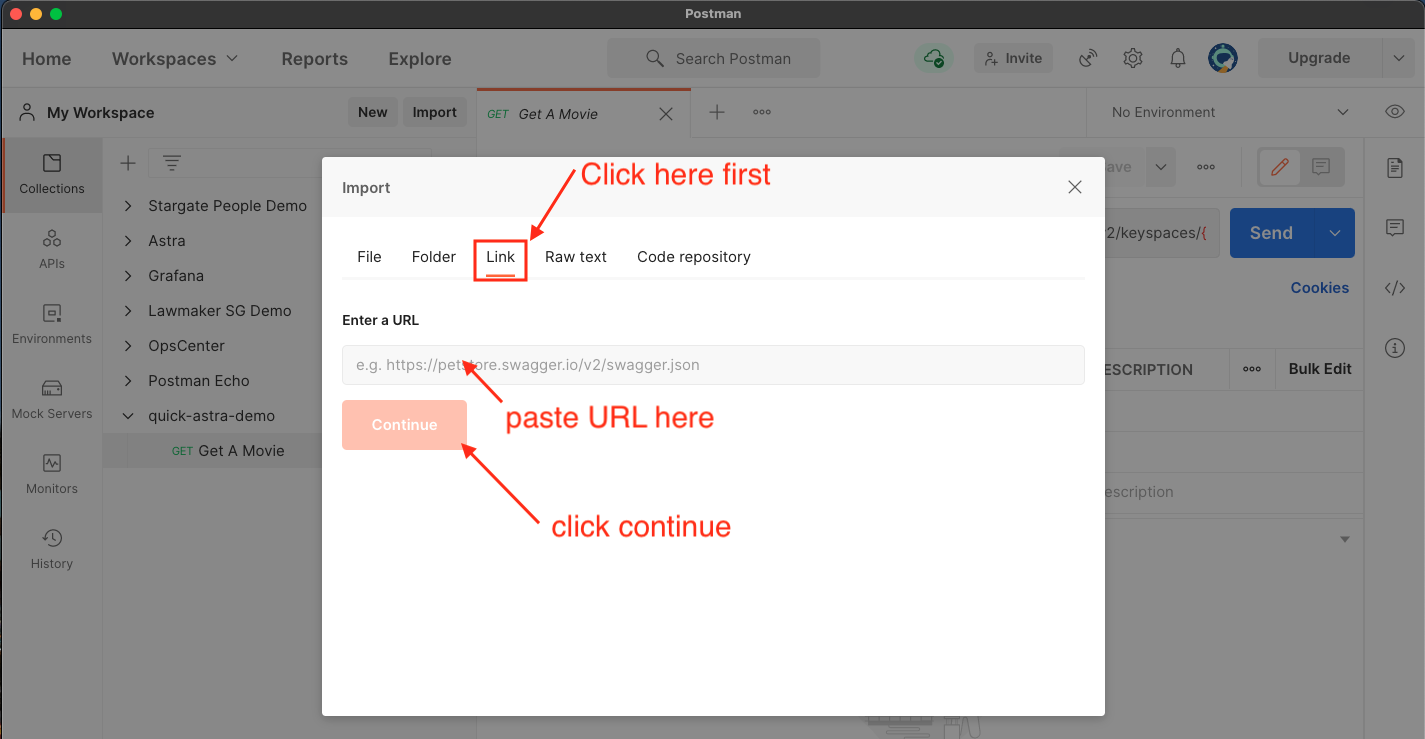 Postman
Home Workspaces Reports Explore Search Postman Invite Upgrade
My Workspace New Import GET Get A Movie No Environment
Collections
APIs
Environments
Mock Servers
Monitors
History
Stargate People Demo
Astra
Grafana
Lawmaker SG Demo
OpsCenter
Postman Echo
quick-astra-demo
GET Get A Movie
Import
Click here first
File Folder Link Raw text Code repository
Enter a URL
e.g. https://petstore.swagger.io/v2/swagger.json
paste URL here
Continue
click continue
ave
2/keyspaces/{
Send
Cookies
</>
ESCRIPTION Bulk Edit
escription